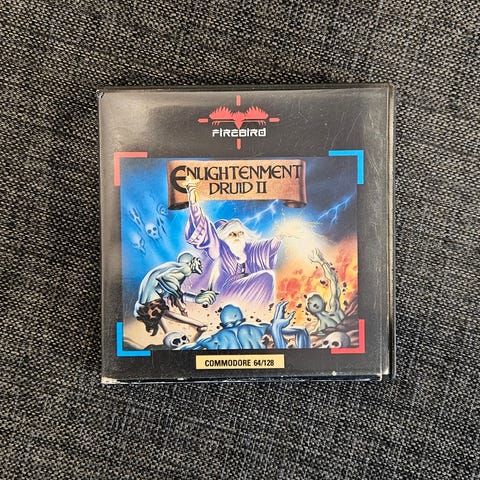 FIREBIRD
ENLIGHTENMENT
DRUID II
COMMODORE 64/128